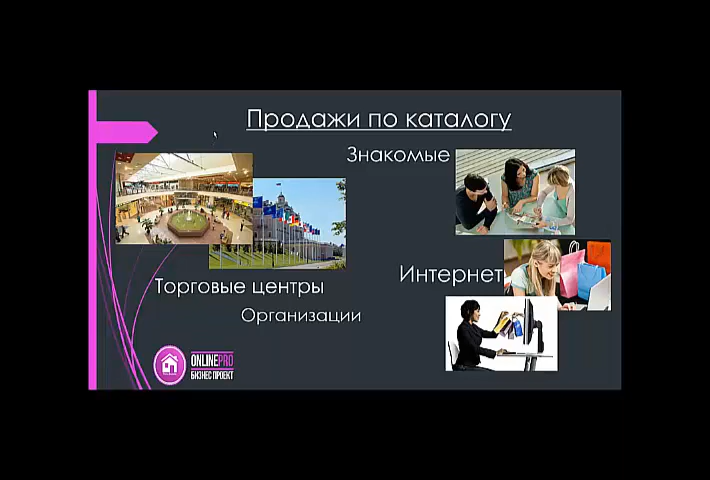 Продажи по каталогу
Знакомые
Интернет
Торговые центры
Организации
ONLINEPRO
БИЗНЕС ПРОЕКТ